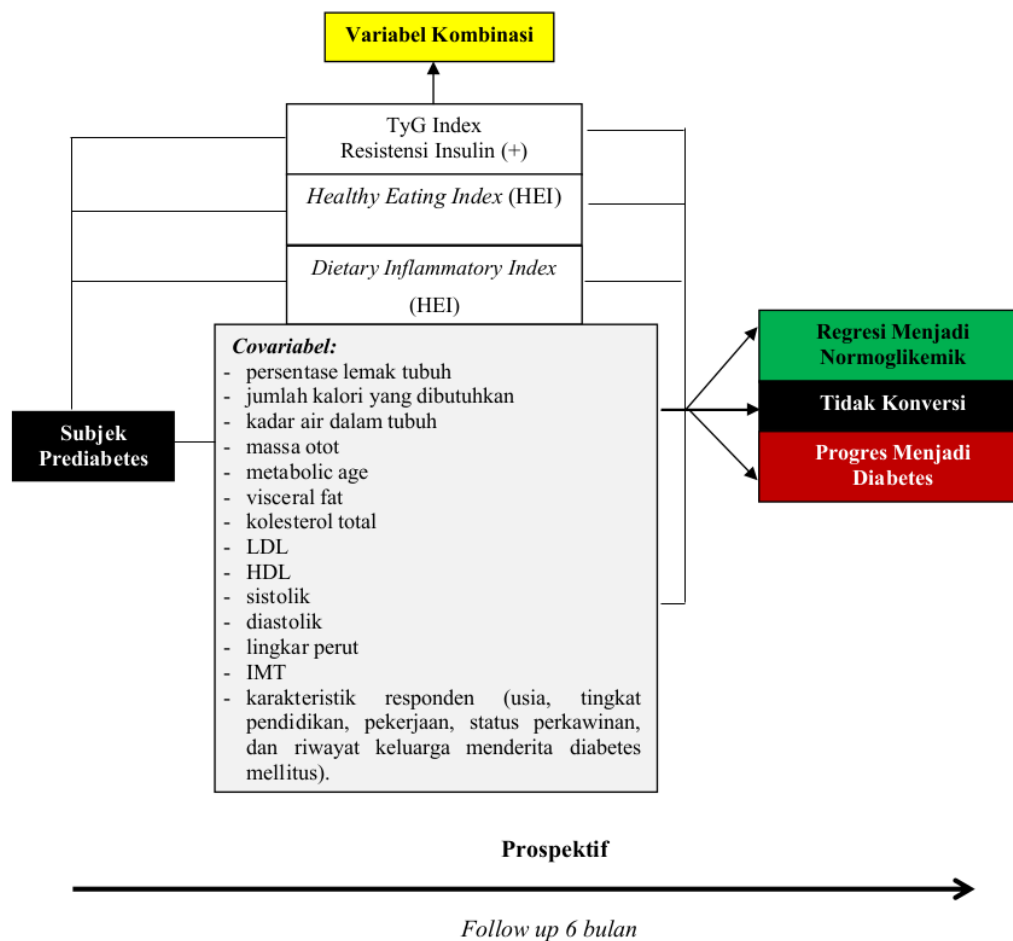 Variabel Kombinasi
TyG Index
Resistensi Insulin (+)
Healthy Eating Index (HEI)
Dietary Inflammatory Index
(HEI)
Covariabel:
- persentase lemak tubuh
- jumlah kalori yang dibutuhkan
- kadar air dalam tubuh
- massa otot
- metabolic age
- visceral fat
- kolesterol total
- LDL
- HDL
- sistolik
- diastolik
- lingkar perut
- IMT
- karakteristik responden (usia, tingkat
pendidikan, pekerjaan, status perkawinan,
dan riwayat keluarga menderita diabetes
mellitus).
Subjek
Prediabetes
Regresi Menjadi
Normoglikemik
Tidak Konversi
Progres Menjadi
Diabetes
Prospektif
Follow up 6 bulan